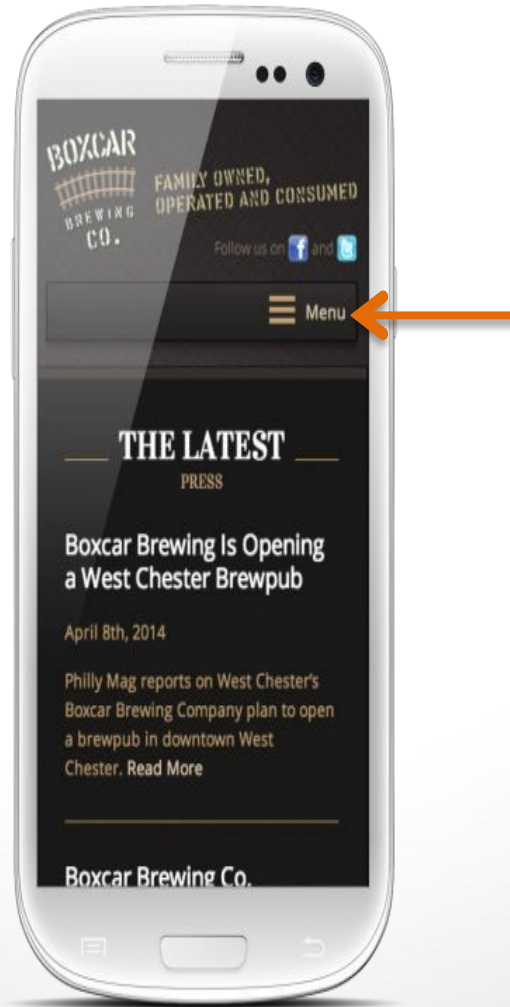 BOXCAR
BREWING
CO.
FAMILY OWNED,
OPERATED AND CONSUMED
Follow us on f and t
Menu
THE LATEST
PRESS
Boxcar Brewing Is Opening
a West Chester Brewpub
April 8th, 2014
Philly Mag reports on West Chester's
Boxcar Brewing Company plan to open
a brewpub in downtown West
Chester. Read More
Boxcar Brewing Co.